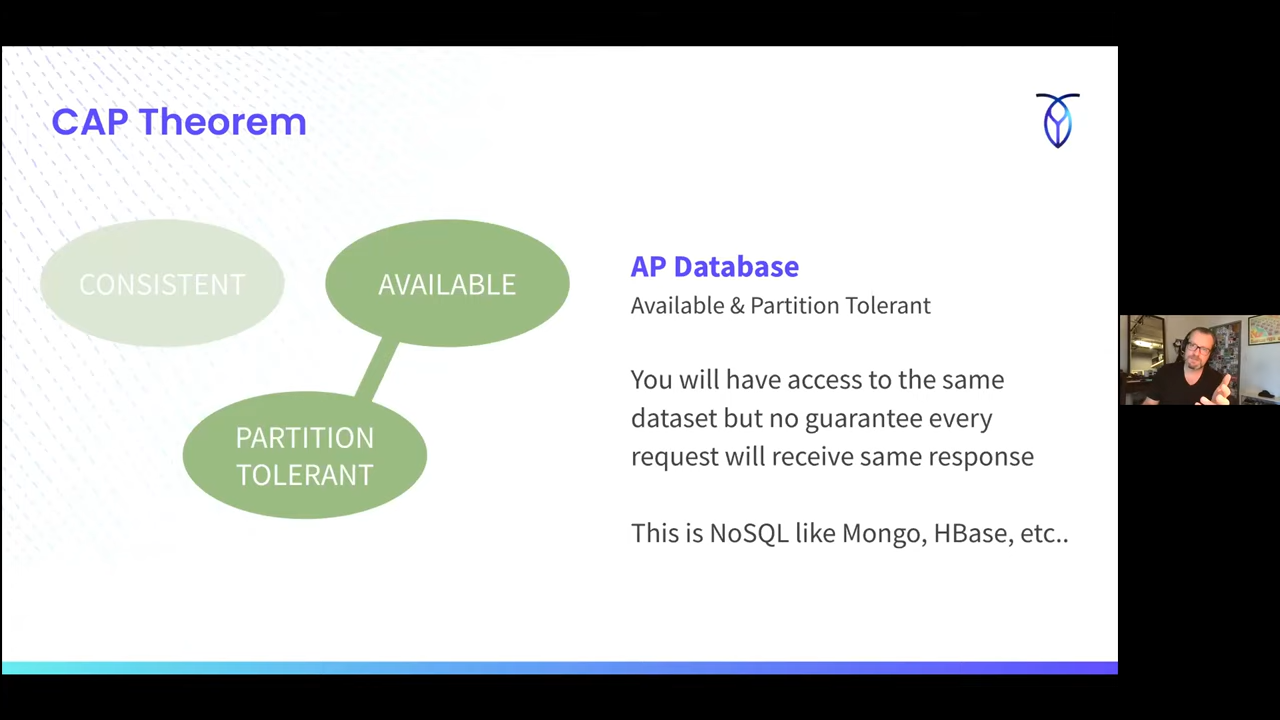 CAP Theorem
CONSISTENT
AVAILABLE
PARTITION
TOLERANT
AP Database
Available & Partition Tolerant
You will have access to the same
dataset but no guarantee every
request will receive same response
This is NoSQL like Mongo, HBase, etc..